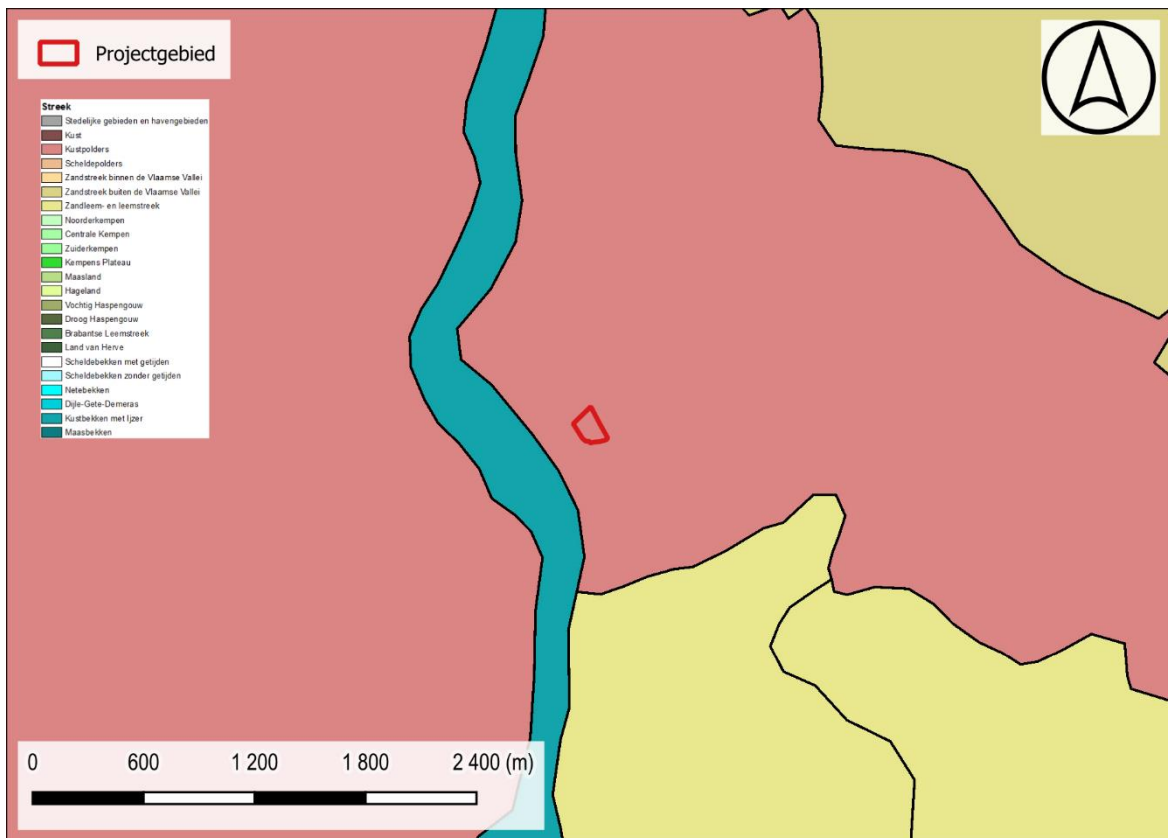 Projectgebied
Streek
Stedelijke gebieden en havengebieden
Kust
Kustpolders
Scheldepolders
Zandstreek binnen de Vlaamse Vallei
Zandstreek buiten de Vlaamse Vallei
Zandleem- en leemstreek
Noorderkempen
Centrale Kempen
Zuiderkempen
Kempens Plateau
Maasland
Hageland
Vochtig Haspengouw
Droog Haspengouw
Brabantse Leemstreek
Land van Herve
Scheldebekken met getijden
Scheldebekken zonder getijden
Netebekken
Dijle-Gete-Demeras
Kustbekken met Ijzer
Maasbekken
0 600 1 200 1 800 2 400 (m)